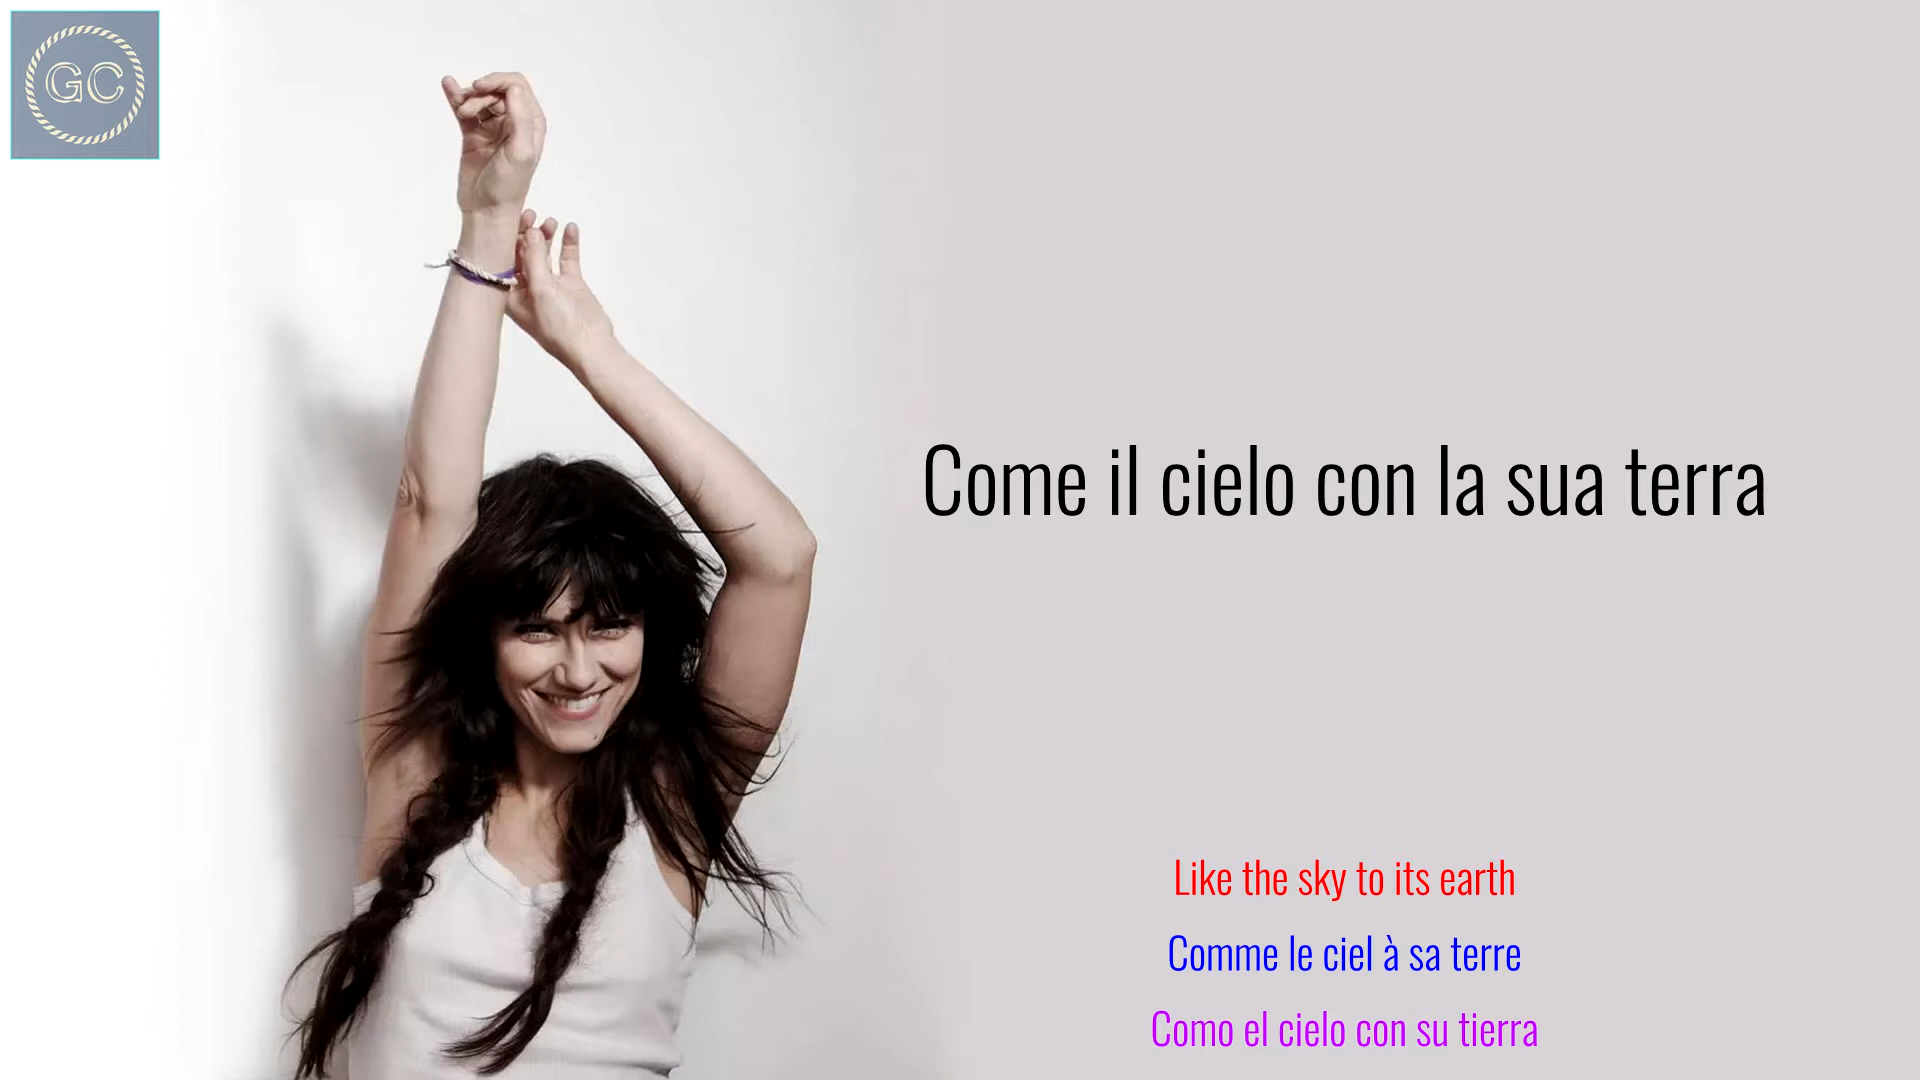 GC
Come il cielo con la sua terra
Like the sky to its earth
Comme le ciel à sa terre
Como el cielo con su tierra